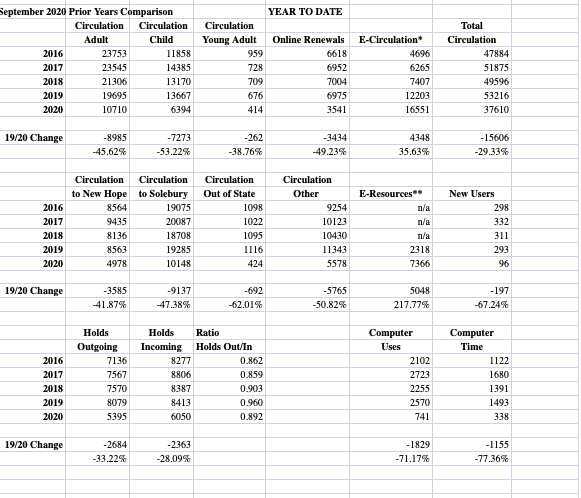 September 2020 Prior Years Comparison YEAR TO DATE
Circulation Circulation Circulation Total
Adult Child Young Adult Online Renewals E-Circulation* Circulation
2016 23753 11858 959 6618 4696 47884
2017 23545 14385 728 6952 6265 51875
2018 21306 13170 709 7004 7407 49596
2019 19695 13667 676 6975 12203 53216
2020 10710 6394 414 3541 16551 37610
19/20 Change -8985 -7273 -262 -3434 4348 -15606
-45.62% -53.22% -38.76% -49.23% 35.63% -29.33%
Circulation Circulation Circulation Circulation
to New Hope to Solebury Out of State Other E-Resources** New Users
2016 8564 19075 1098 9254 n/a 298
2017 9435 20087 1022 10123 n/a 332
2018 8136 18708 1095 10430 n/a 311
2019 8563 19285 1116 11343 2318 293
2020 4978 10148 424 5578 7366 96
19/20 Change -3585 -9137 -692 -5765 5048 -197
-41.87% -47.38% -62.01% -50.82% 217.77% -67.24%
Holds Holds Ratio Computer Computer
Outgoing Incoming Holds Out/In Uses Time
2016 7136 8277 0.862 2102 1122
2017 7567 8806 0.859 2723 1680
2018 7570 8387 0.903 2255 1391
2019 8079 8413 0.960 2570 1493
2020 5395 6050 0.892 741 338
19/20 Change -2684 -2363 -1829 -1155
-33.22% -28.09% -71.17% -77.36%